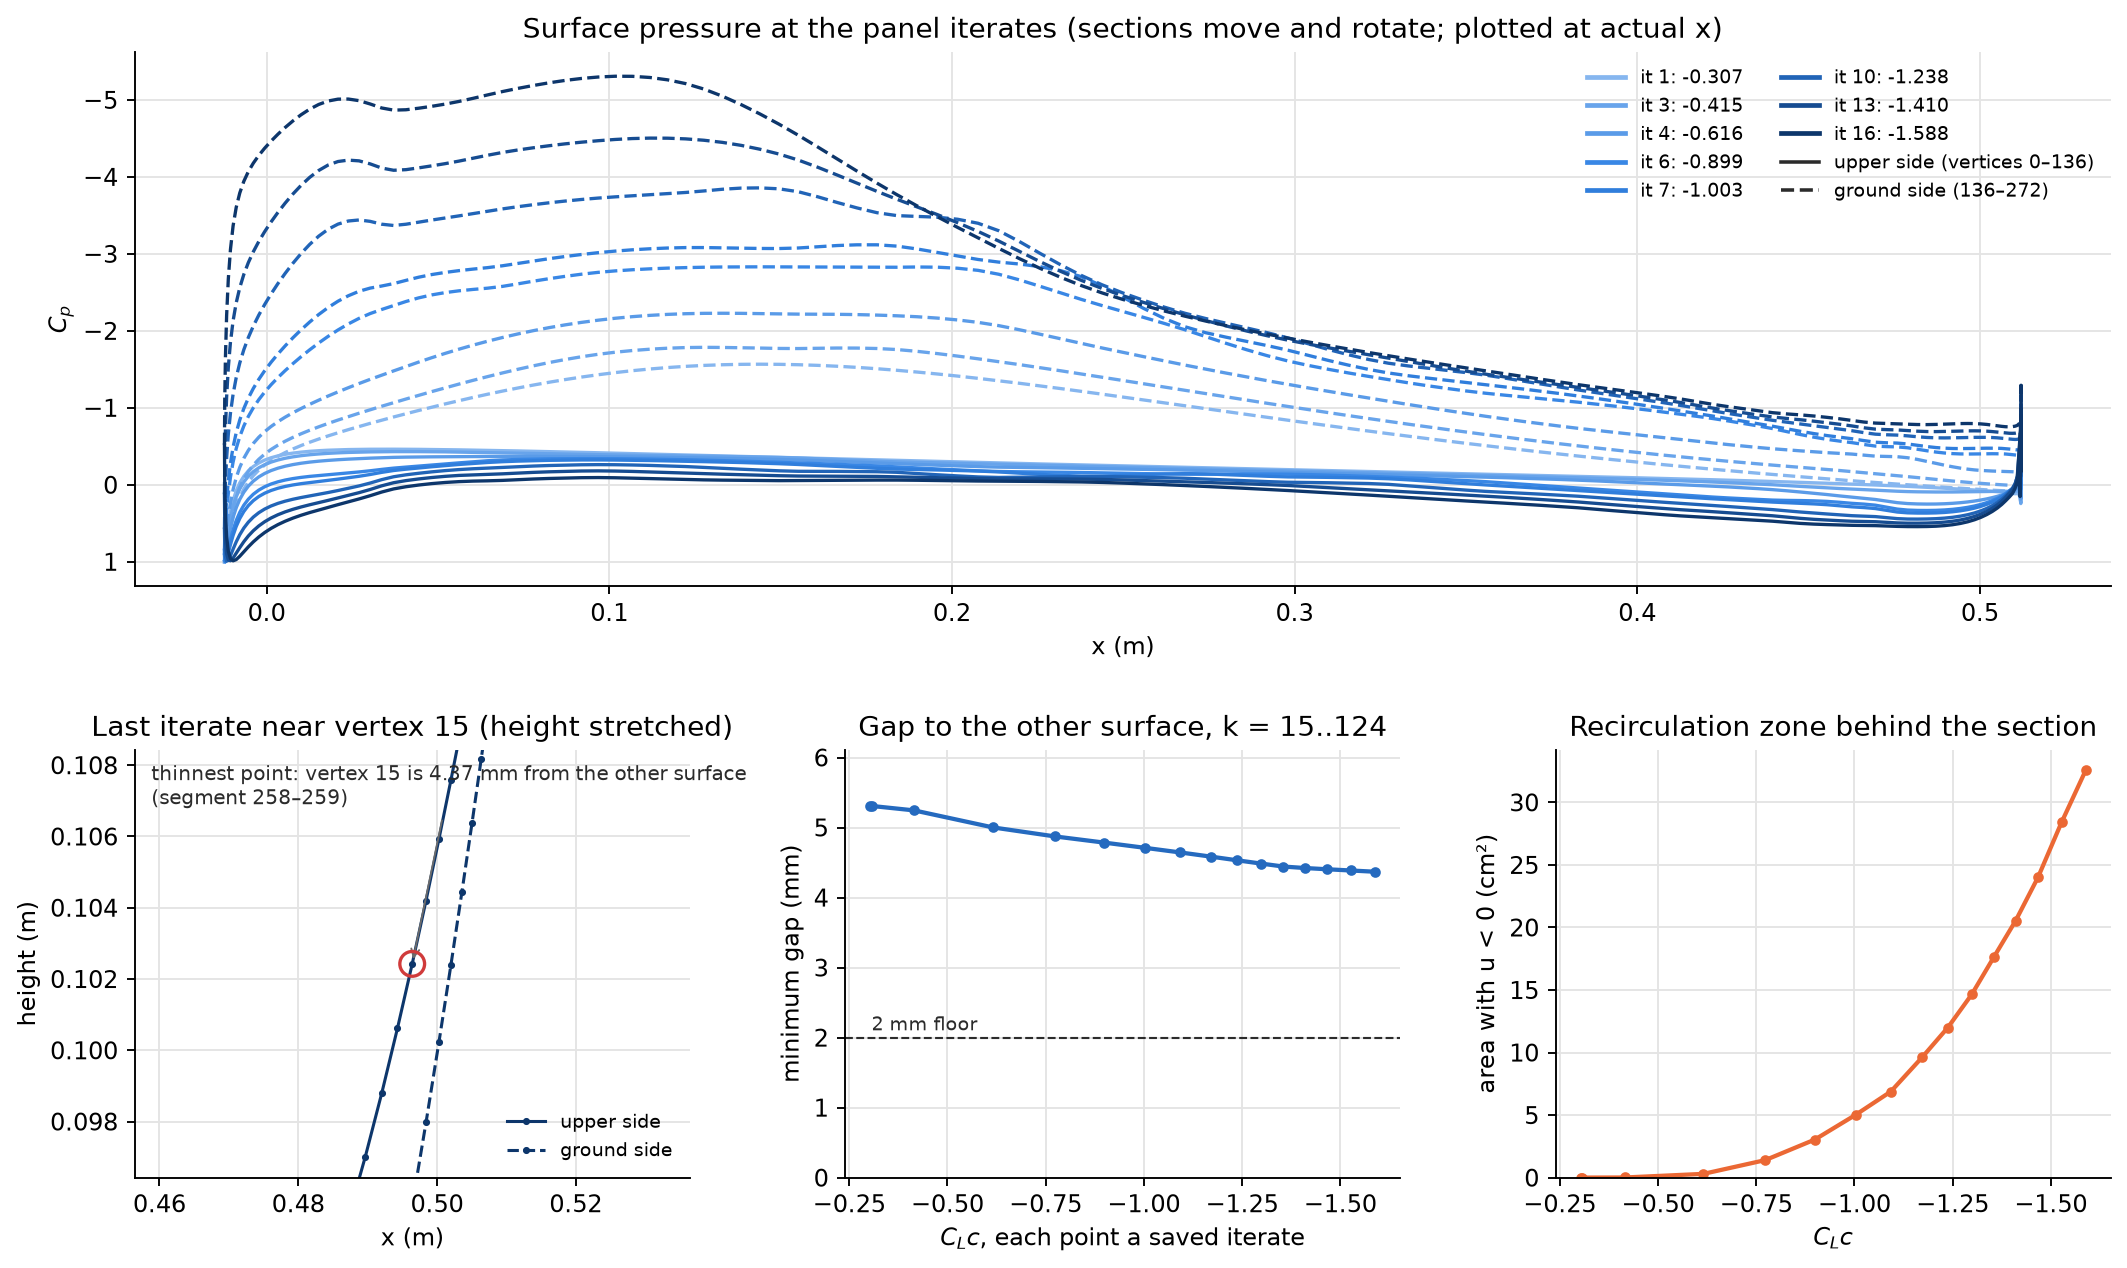 Surface pressure at the panel iterates (sections move and rotate; plotted at actual x)
−5
−4
−3
−2
−1
0
1
Cp
it 1: -0.307
it 3: -0.415
it 4: -0.616
it 6: -0.899
it 7: -1.003
it 10: -1.238
it 13: -1.410
it 16: -1.588
upper side (vertices 0–136)
ground side (136–272)
0.0
0.1
0.2
0.3
0.4
0.5
x (m)
Last iterate near vertex 15 (height stretched)
thinnest point: vertex 15 is 4.37 mm from the other surface
(segment 258–259)
0.108
0.106
0.104
0.102
0.100
0.098
height (m)
upper side
ground side
0.46
0.48
0.50
0.52
x (m)
Gap to the other surface, k = 15..124
6
5
4
3
2
1
0
minimum gap (mm)
2 mm floor
−0.25
−0.50
−0.75
−1.00
−1.25
−1.50
CLc, each point a saved iterate
Recirculation zone behind the section
30
25
20
15
10
5
0
area with u < 0 (cm²)
−0.25
−0.50
−0.75
−1.00
−1.25
−1.50
CLc